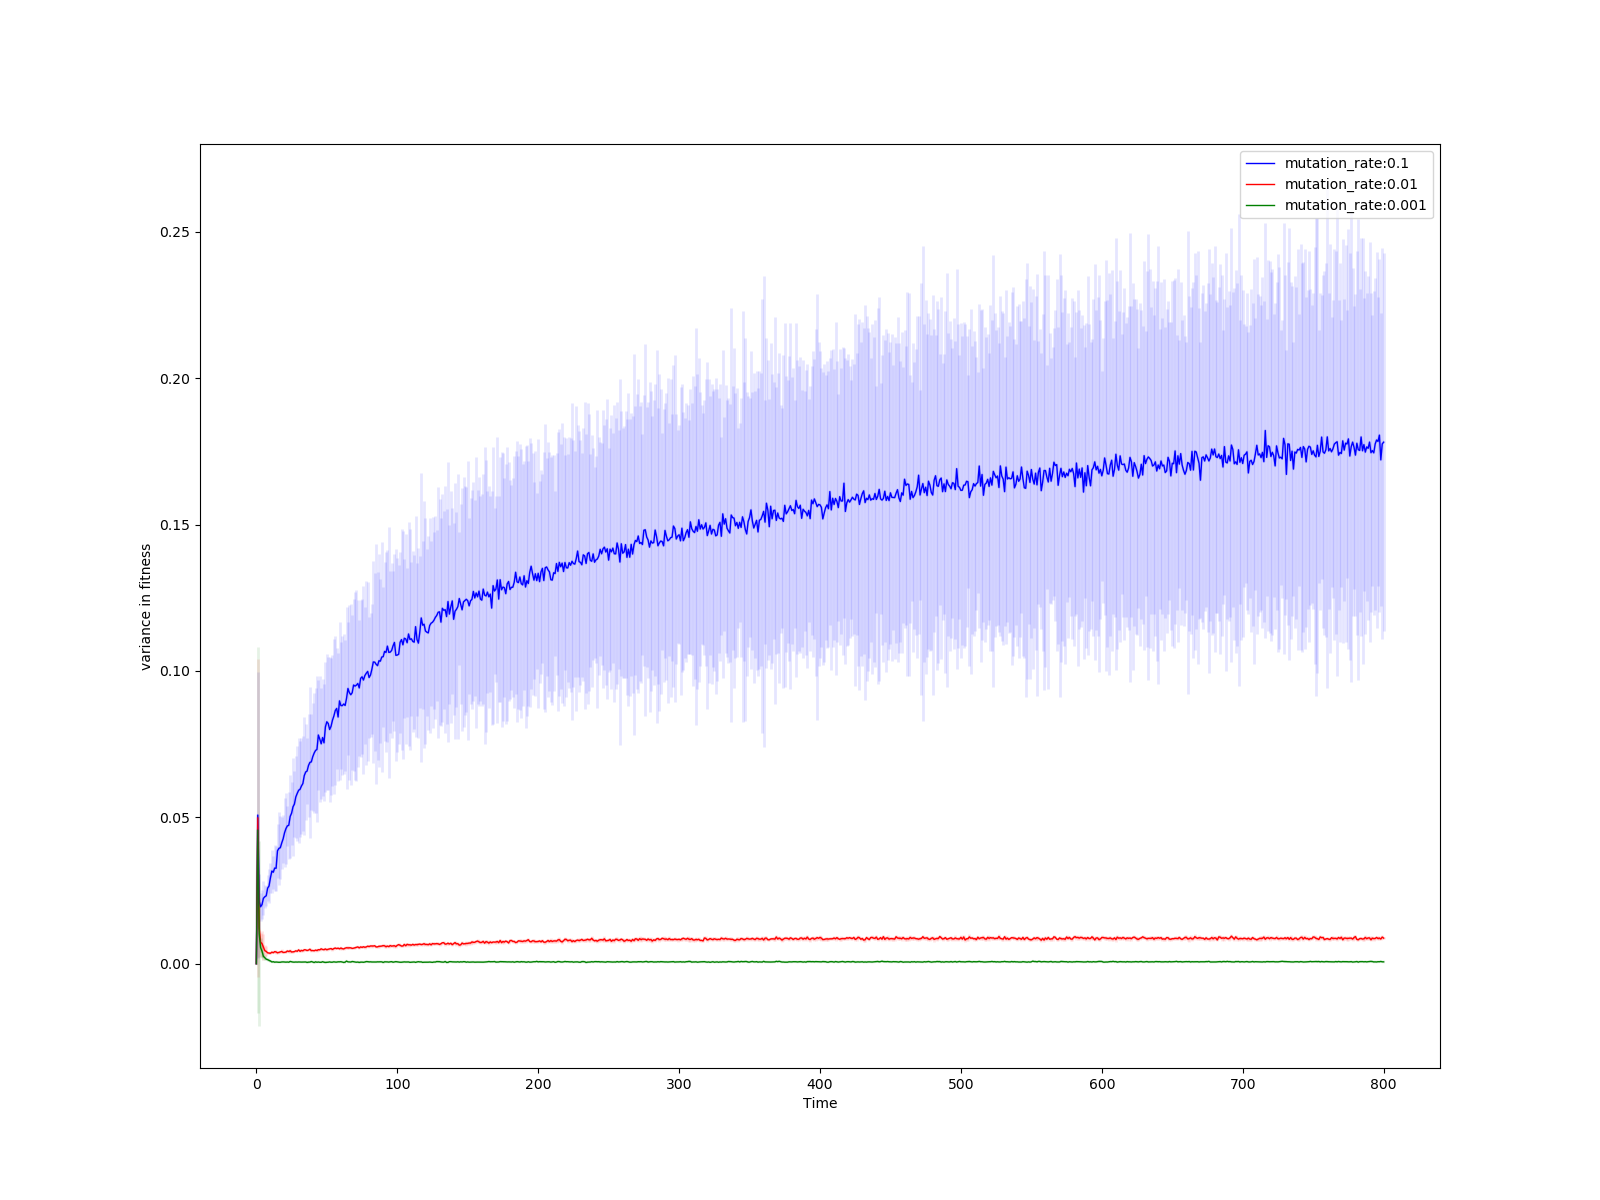 mutation_rate:0.1
mutation_rate:0.01
mutation_rate:0.001
0.25
0.20
0.15
0.10
0.05
0.00
variance in fitness
0 100 200 300 400 500 600 700 800
Time